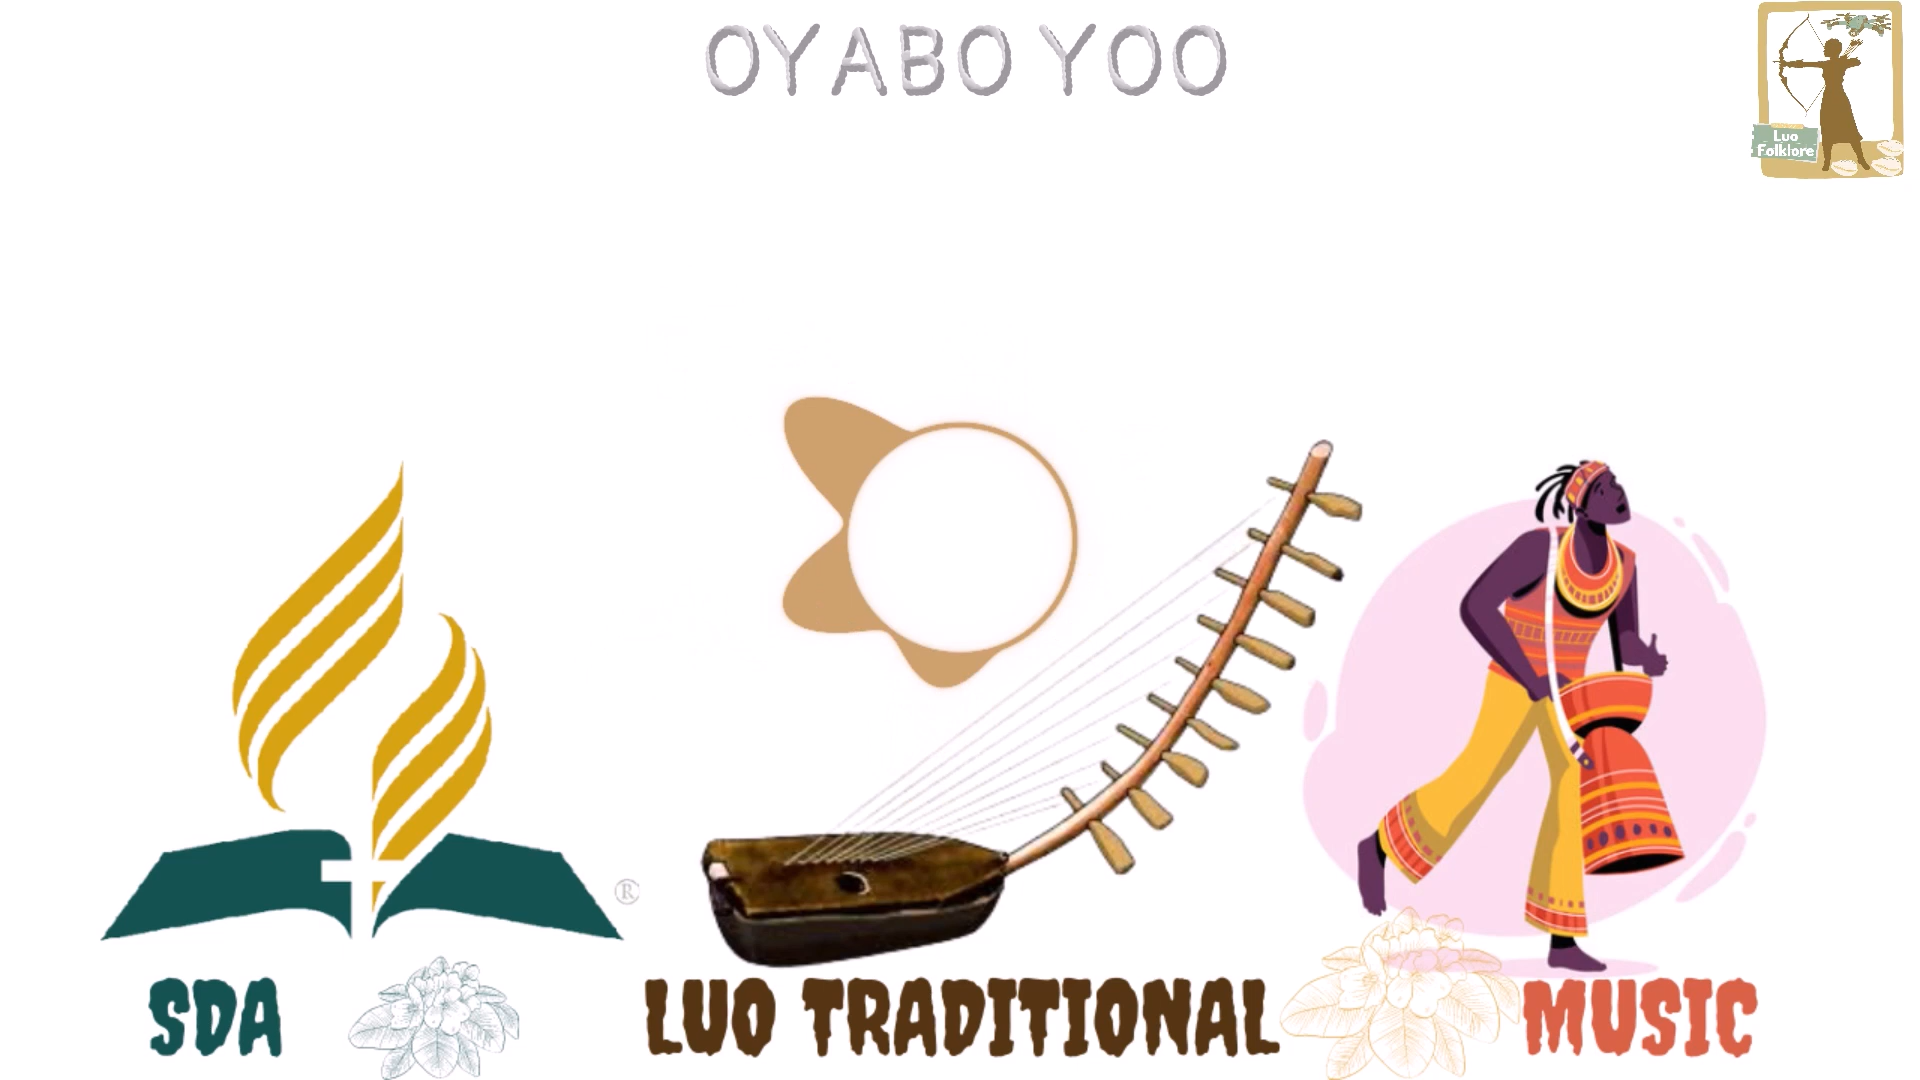 OYABO YOO
Luo
Folklore
®
SDA
LUO TRADITIONAL
MUSIC